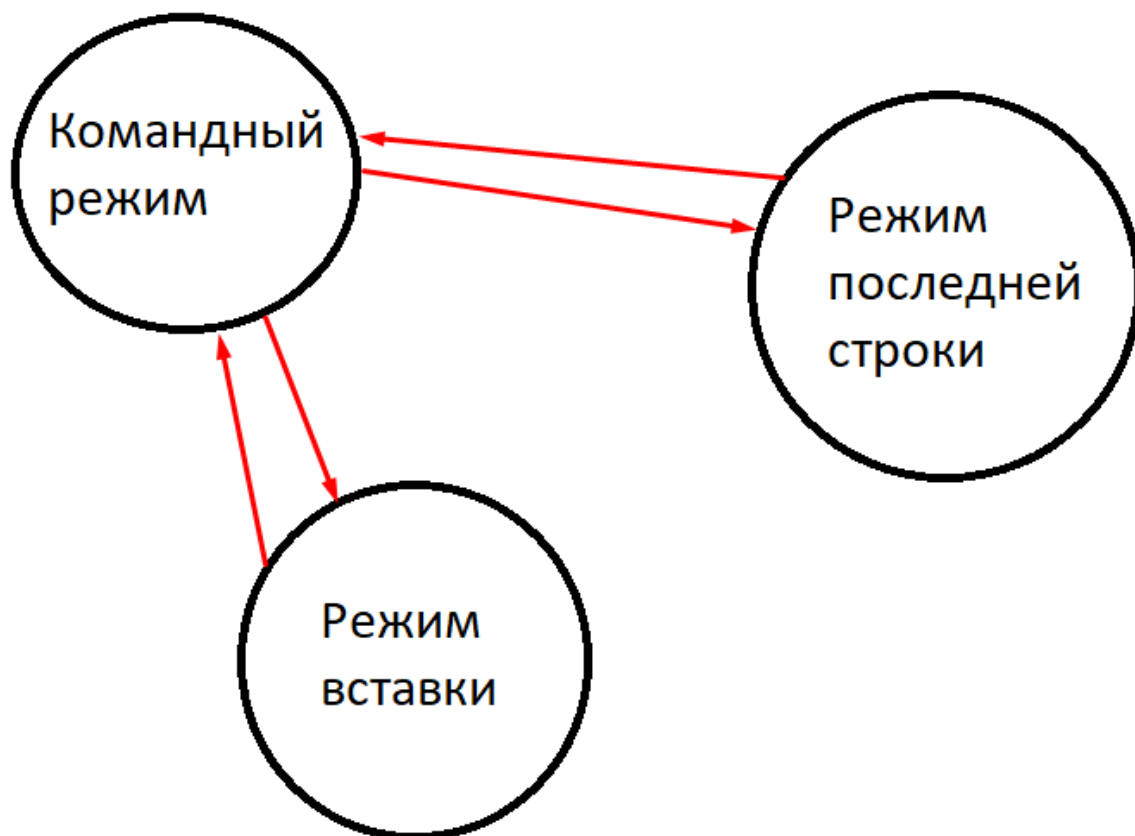 Командный
режим
Режим
последней
строки
Режим
вставки